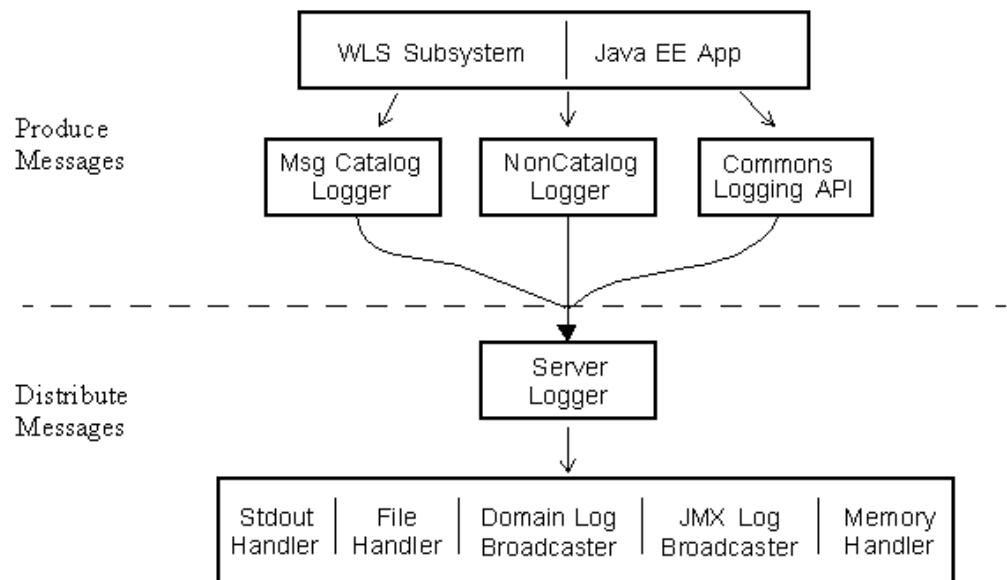 WLS Subsystem
Java EE App
Produce
Messages
Msg Catalog
Logger
NonCatalog
Logger
Commons
Logging API
Server
Logger
Distribute
Messages
Stdout
Handler
File
Handler
Domain Log
Broadcaster
JMX Log
Broadcaster
Memory
Handler